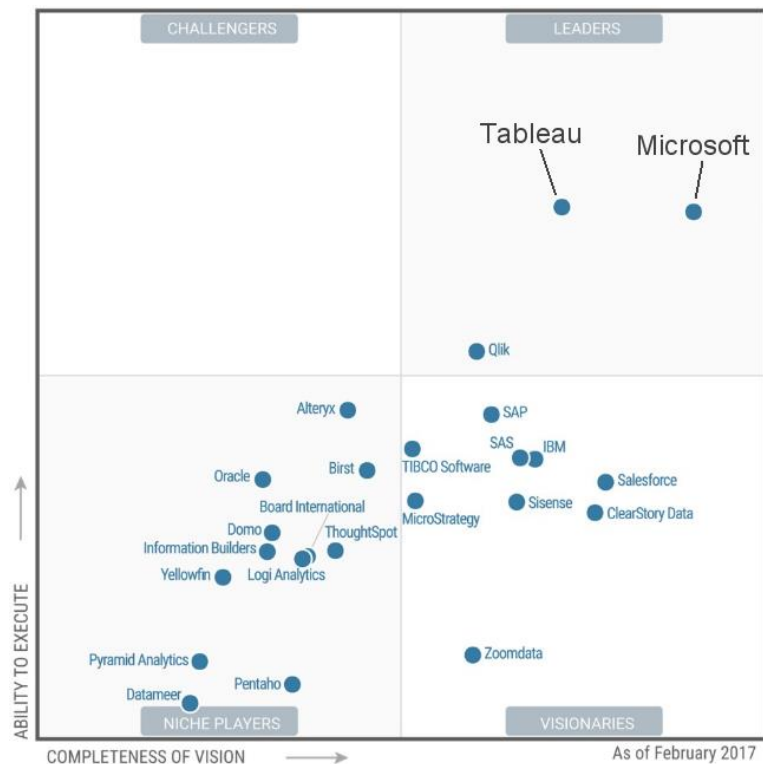 CHALLENGERS
LEADERS
Tableau
Microsoft
Qlik
Alteryx
SAP
SAS
IBM
TIBCO Software
Birst
Oracle
Salesforce
Board International
MicroStrategy
Sisense
ClearStory Data
Domo
ThoughtSpot
Information Builders
Logi Analytics
Yellowfin
Zoomdata
Pyramid Analytics
Pentaho
Datameer
NICHE PLAYERS
VISIONARIES
ABILITY TO EXECUTE
COMPLETENESS OF VISION
As of February 2017